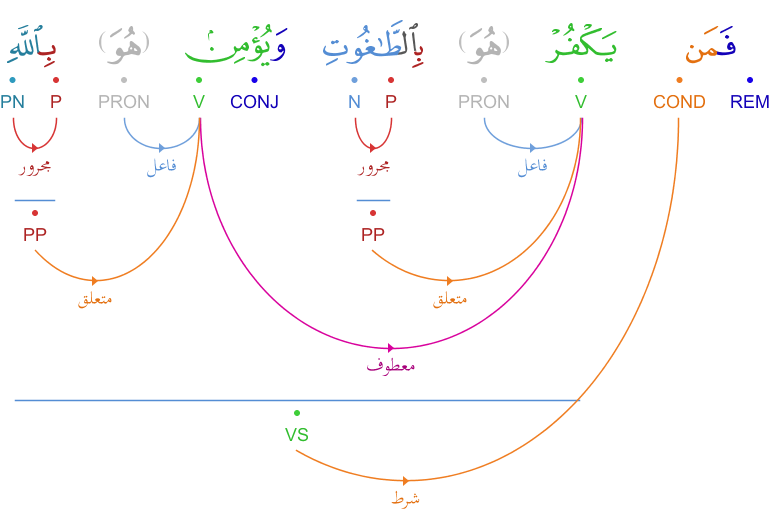 فَمَن يَكْفُرْ (هُوَ) بِٱلطَّـٰغُوتِ وَيُؤْمِنۢ (هُوَ) بِٱللَّهِ
REM COND V PRON P N CONJ V PRON P PN
فاعل مجرور فاعل مجرور
PP PP
متعلق متعلق
معطوف
VS
شرط